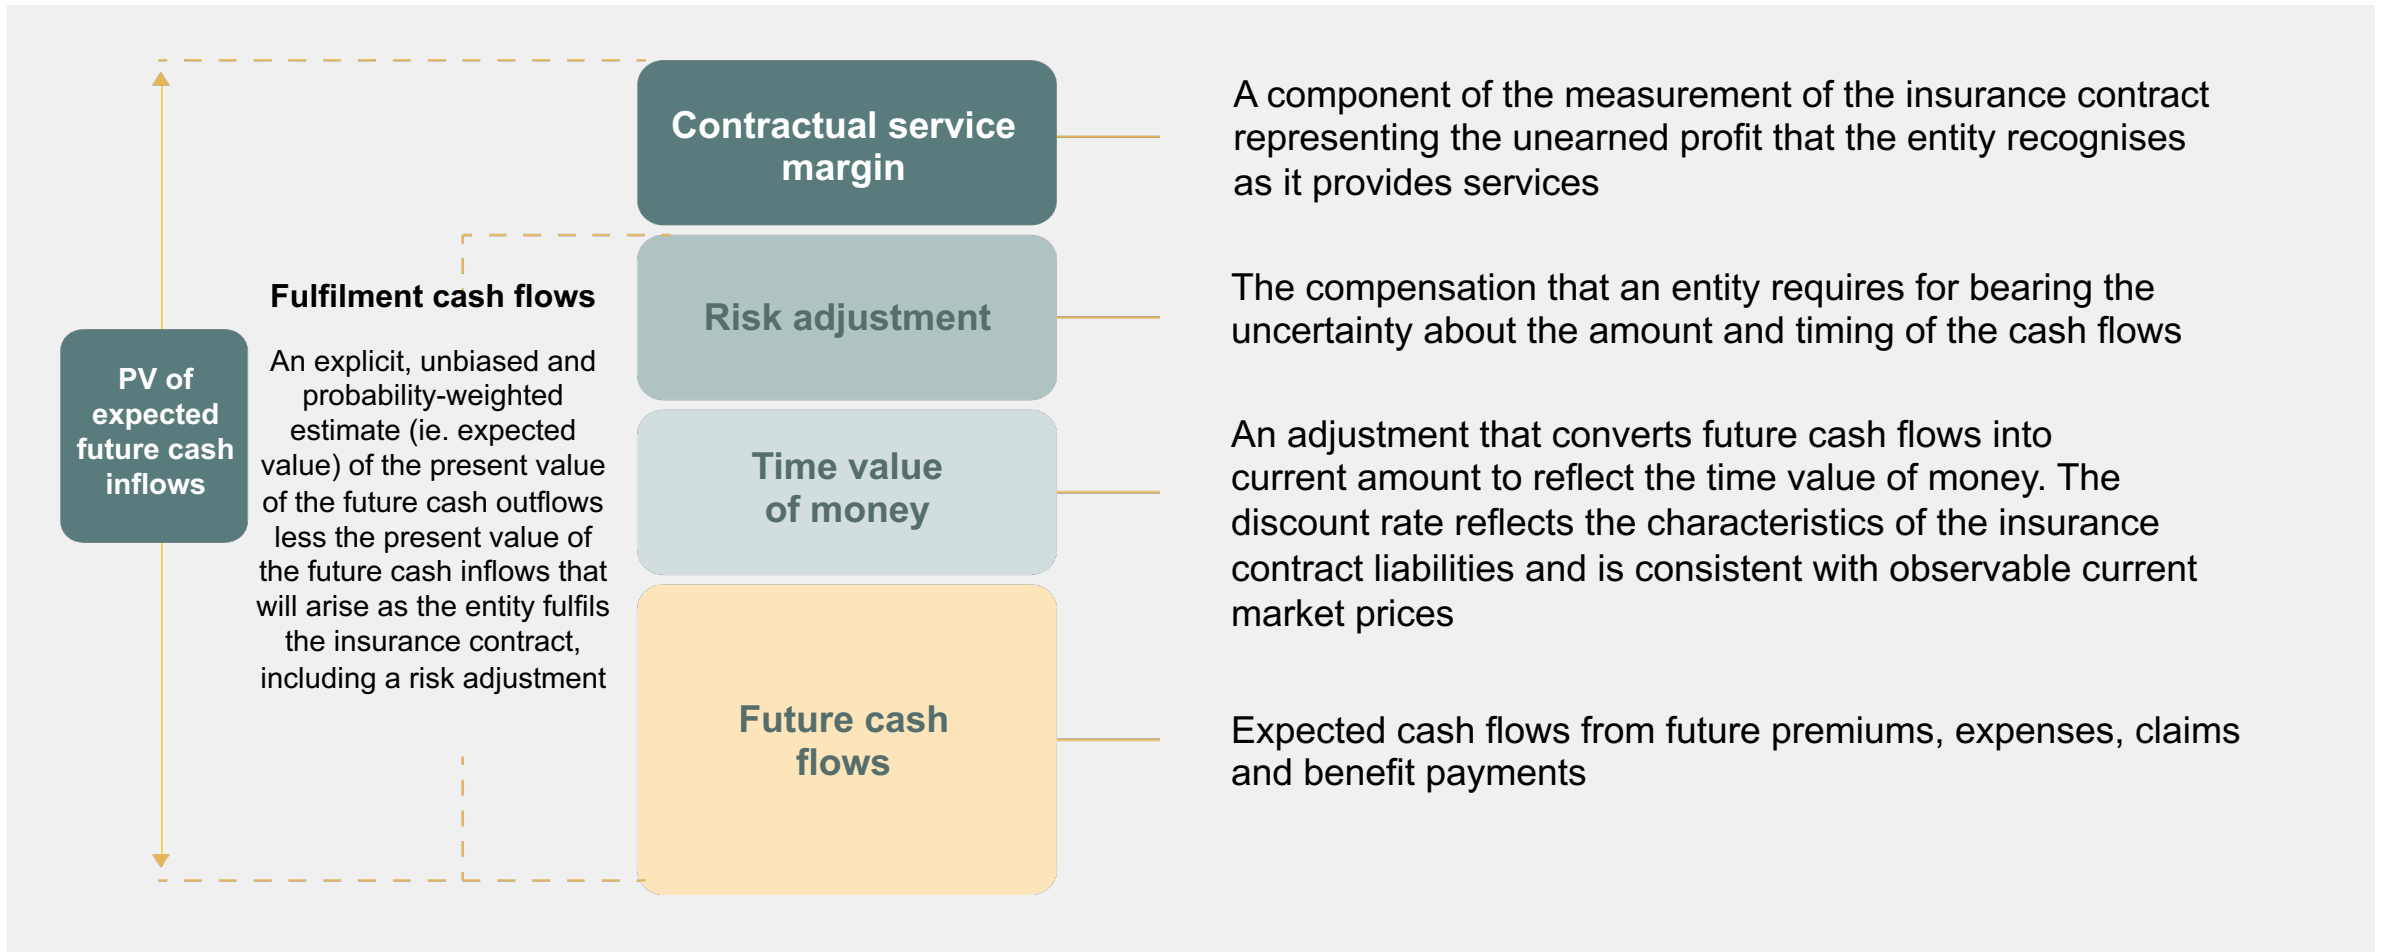 PV of
expected
future cash
inflows
Fulfilment cash flows
An explicit, unbiased and
probability-weighted
estimate (ie. expected
value) of the present value
of the future cash outflows
less the present value of
the future cash inflows that
will arise as the entity fulfils
the insurance contract,
including a risk adjustment
Contractual service
margin
A component of the measurement of the insurance contract
representing the unearned profit that the entity recognises
as it provides services
Risk adjustment
The compensation that an entity requires for bearing the
uncertainty about the amount and timing of the cash flows
Time value
of money
An adjustment that converts future cash flows into
current amount to reflect the time value of money. The
discount rate reflects the characteristics of the insurance
contract liabilities and is consistent with observable current
market prices
Future cash
flows
Expected cash flows from future premiums, expenses, claims
and benefit payments